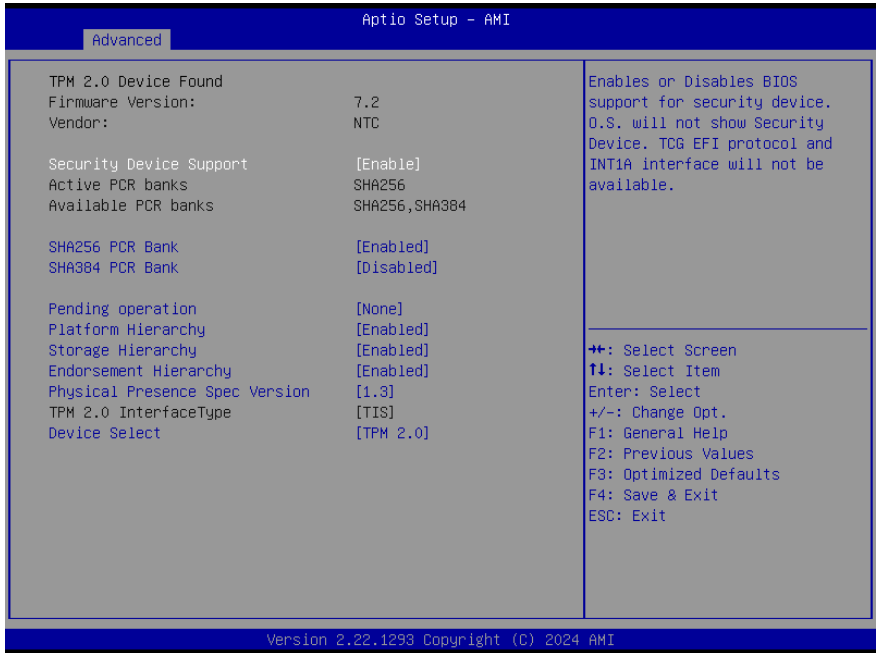 Aptio Setup – AMI
Advanced
TPM 2.0 Device Found
Firmware Version: 7.2
Vendor: NTC
Security Device Support [Enable]
Active PCR banks SHA256
Available PCR banks SHA256,SHA384
SHA256 PCR Bank [Enabled]
SHA384 PCR Bank [Disabled]
Pending operation [None]
Platform Hierarchy [Enabled]
Storage Hierarchy [Enabled]
Endorsement Hierarchy [Enabled]
Physical Presence Spec Version [1.3]
TPM 2.0 InterfaceType [TIS]
Device Select [TPM 2.0]
Enables or Disables BIOS
support for security device.
O.S. will not show Security
Device. TCG EFI protocol and
INT1A interface will not be
available.
→←: Select Screen
↑↓: Select Item
Enter: Select
+/-: Change Opt.
F1: General Help
F2: Previous Values
F3: Optimized Defaults
F4: Save & Exit
ESC: Exit
Version 2.22.1293 Copyright (C) 2024 AMI